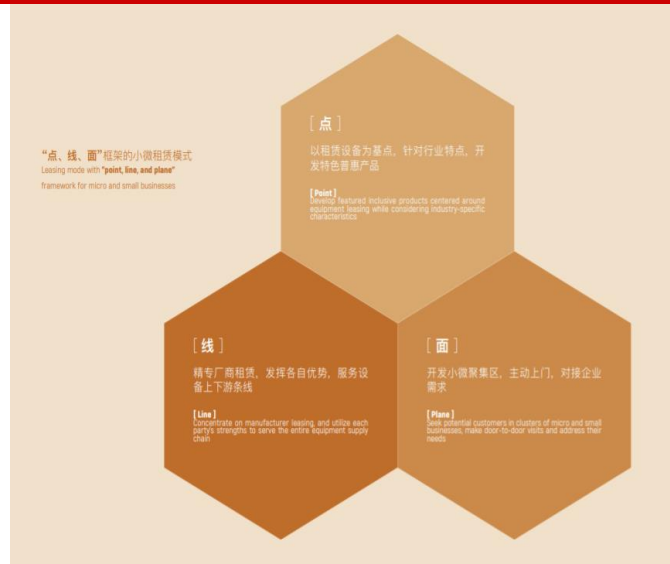 “点、线、面”框架的小微租赁模式
Leasing mode with "point, line, and plane"
framework for micro and small businesses
[点]
以租赁设备为基点，针对行业特点，开
发特色普惠产品
[Point]
Develop featured inclusive products centered around
equipment leasing while considering industry-specific
characteristics
[线]
精专厂商租赁，发挥各自优势，服务设
备上下游条线
[Line]
Concentrate on manufacturer leasing, and utilize each
party's strengths to serve the entire equipment supply
chain
[面]
开发小微聚集区，主动上门，对接企业
需求
[Plane]
Seek potential customers in clusters of micro and small
businesses, make door-to-door visits and address their
needs